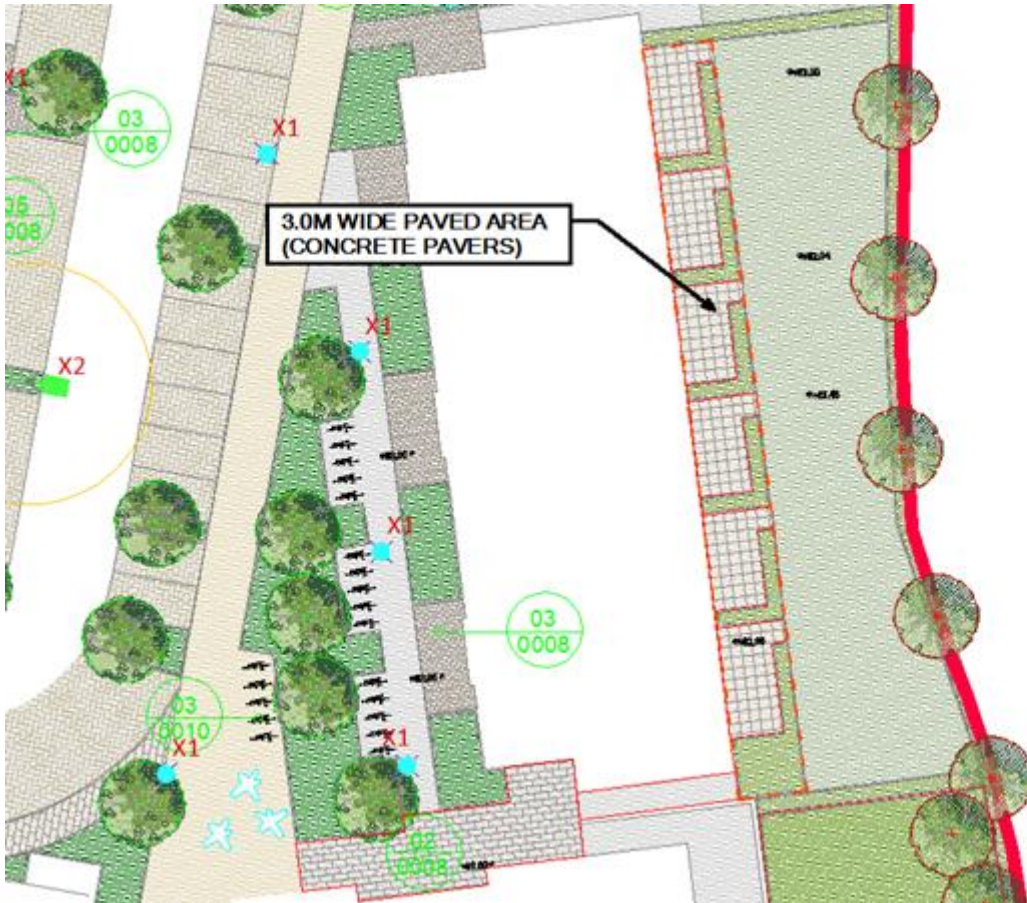 X1
03
0008
X1
3.0M WIDE PAVED AREA
(CONCRETE PAVERS)
X1
X2
X1
03
0008
03
0010
X1
X1
02
0008